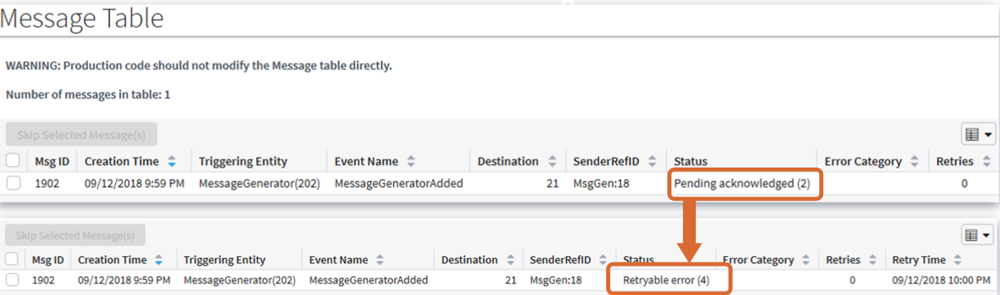 Message Table
WARNING: Production code should not modify the Message table directly.
Number of messages in table: 1
Skip Selected Message(s)
Msg ID Creation Time Triggering Entity Event Name Destination SenderRefID Status Error Category Retries
1902 09/12/2018 9:59 PM MessageGenerator(202) MessageGeneratorAdded 21 MsgGen:18 Pending acknowledged (2) 0
Skip Selected Message(s)
Msg ID Creation Time Triggering Entity Event Name Destination SenderRefID Status Error Category Retries Retry Time
1902 09/12/2018 9:59 PM MessageGenerator(202) MessageGeneratorAdded 21 MsgGen:18 Retryable error (4) 0 09/12/2018 10:00 PM